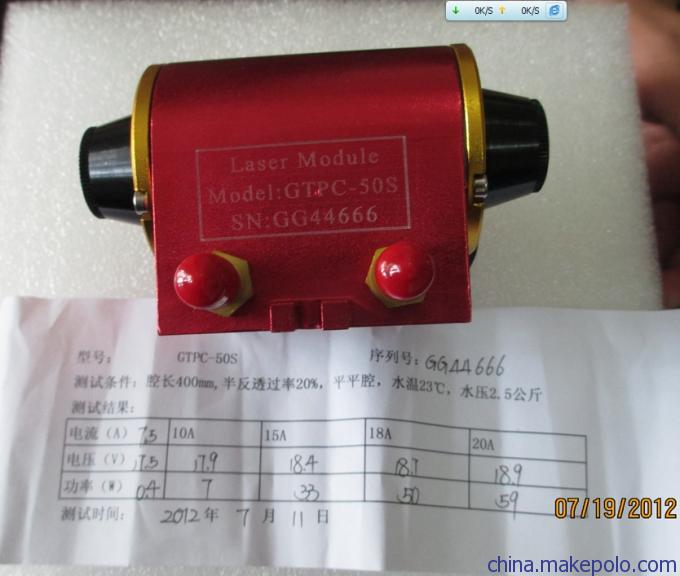 0K/S 0K/S
Laser Module
Model:GTPC-50S
SN:GG44666
型号: GTPC-50S 序列号: GG44666
测试条件: 腔长400mm,半反透过率20%, 平平腔, 水温23℃, 水压2.5公斤
测试结果:
电流(A) 7.5 10A 15A 18A 20A
电压(V) 17.5 17.9 18.4 18.7 18.9
功率(W) 0.4 7 33 50 59
测试时间: 2012年 7月 11日
07/19/2012
china.makepolo.com